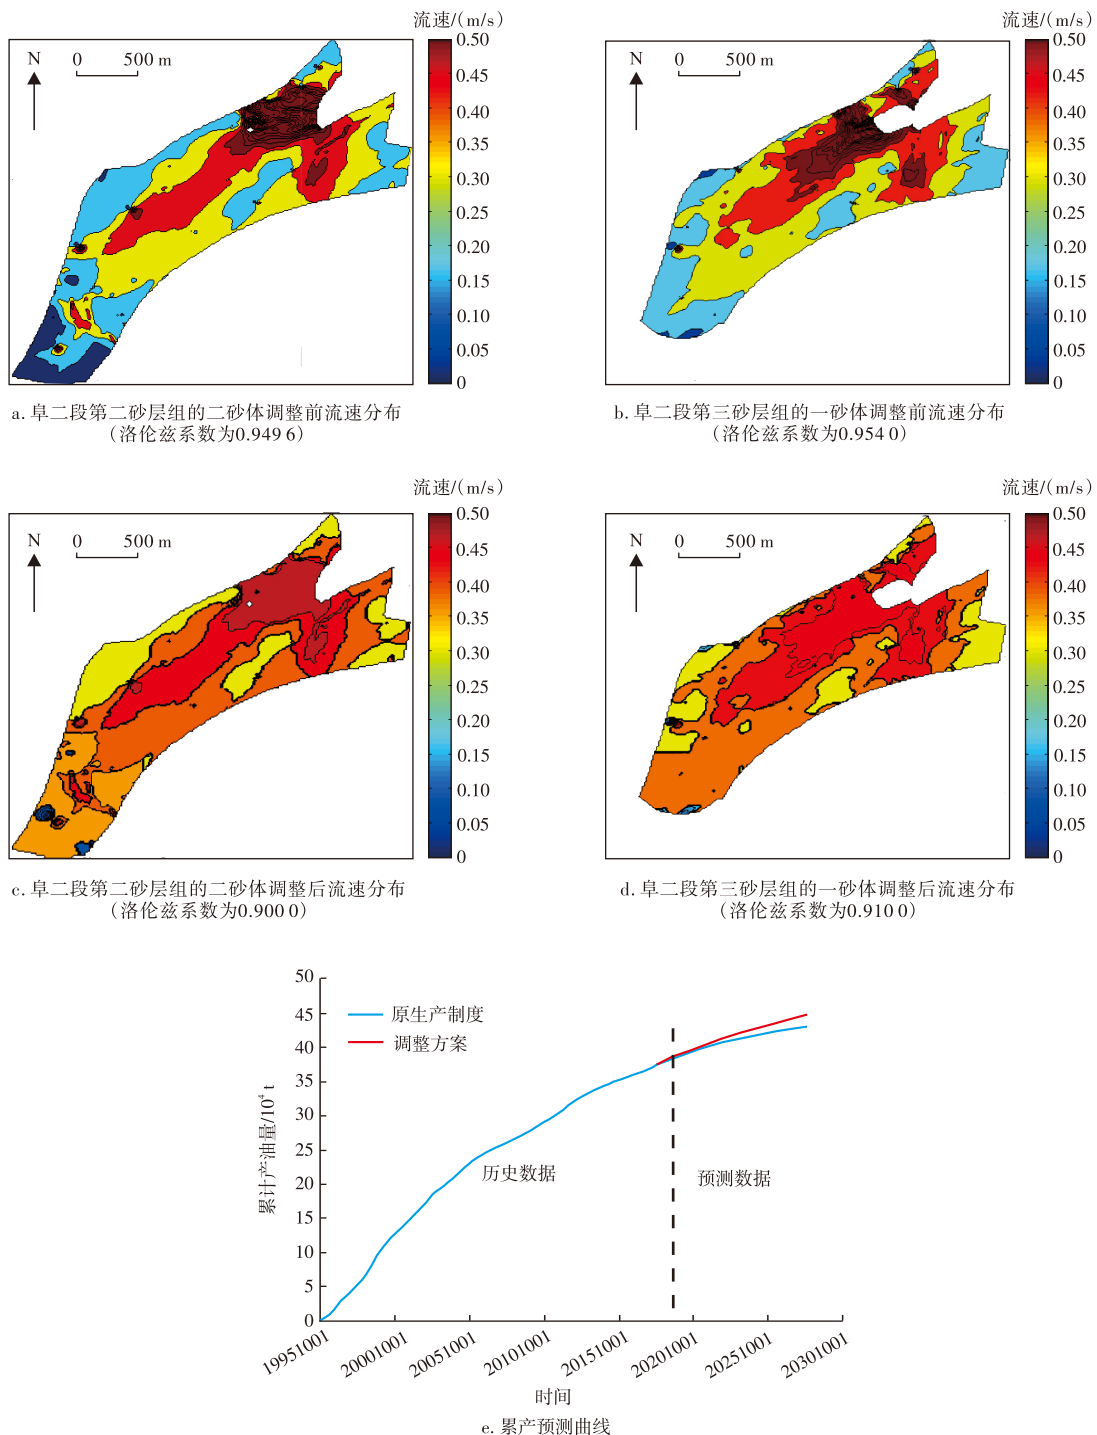 流速/(m/s)
N
0 500 m
0.50
0.45
0.40
0.35
0.30
0.25
0.20
0.15
0.10
0.05
0
a. 阜二段第二砂层组的二砂体调整前流速分布
(洛伦兹系数为0.949 6)
流速/(m/s)
N
0 500 m
0.50
0.45
0.40
0.35
0.30
0.25
0.20
0.15
0.10
0.05
0
b. 阜二段第三砂层组的一砂体调整前流速分布
(洛伦兹系数为0.954 0)
流速/(m/s)
N
0 500 m
0.50
0.45
0.40
0.35
0.30
0.25
0.20
0.15
0.10
0.05
0
c. 阜二段第二砂层组的二砂体调整后流速分布
(洛伦兹系数为0.900 0)
流速/(m/s)
N
0 500 m
0.50
0.45
0.40
0.35
0.30
0.25
0.20
0.15
0.10
0.05
0
d. 阜二段第三砂层组的一砂体调整后流速分布
(洛伦兹系数为0.910 0)
累计产油量/10⁴ t
50
45
40
35
30
25
20
15
10
5
0
原生产制度
调整方案
历史数据
预测数据
19951001 20001001 20051001 20101001 20151001 20201001 20251001 20301001
时间
e. 累产预测曲线